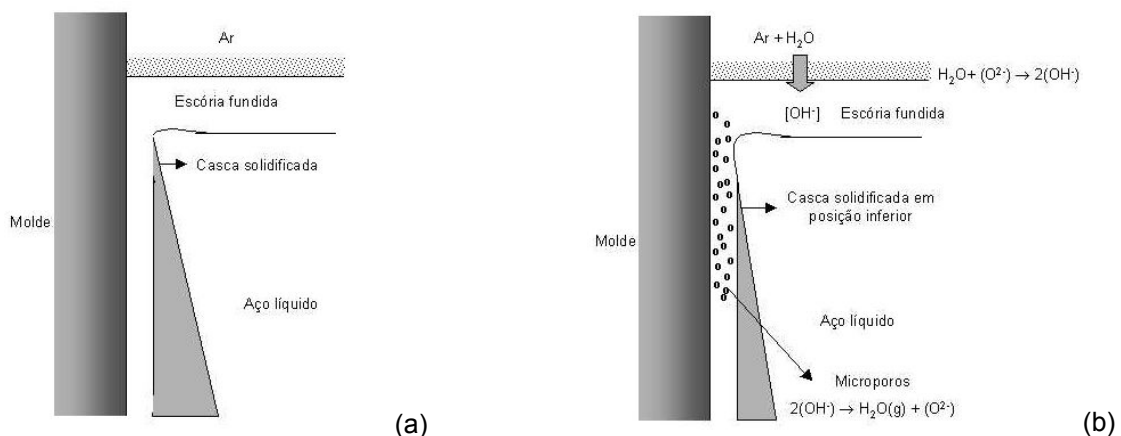 Ar
Escória fundida
Casca solidificada
Molde
Aço líquido
(a)
Ar + H₂O
H₂O+ (O²⁻) → 2(OH⁻)
[OH⁻] Escória fundida
Casca solidificada em
posição inferior
Molde
Aço líquido
Microporos
2(OH⁻) → H₂O(g) + (O²⁻)
(b)